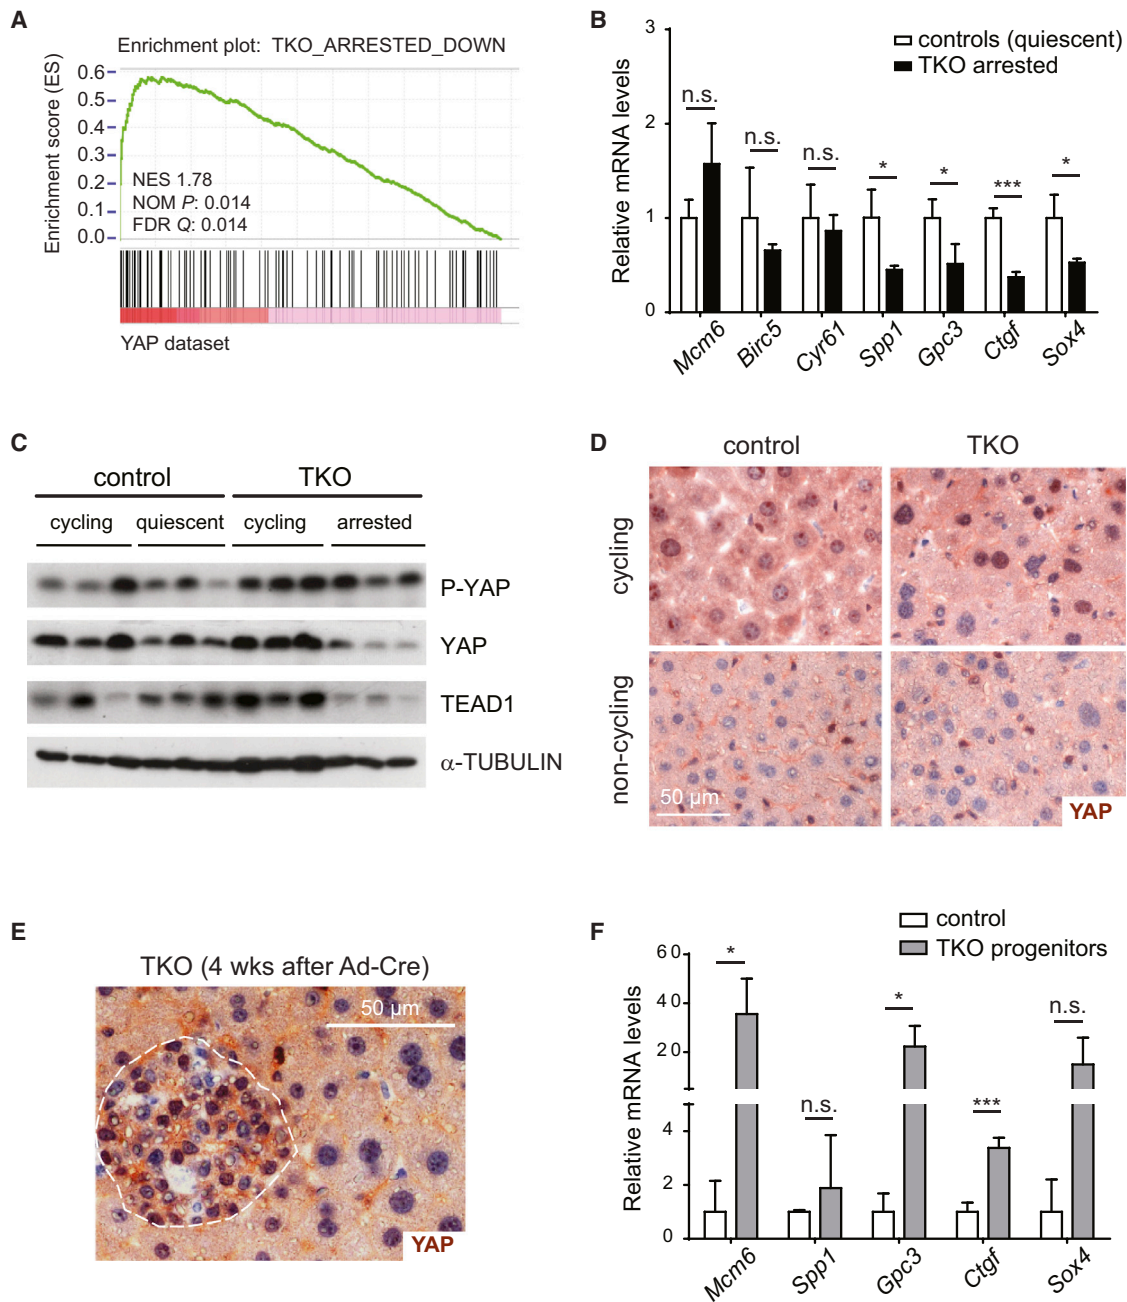 A
Enrichment plot: TKO_ARRESTED_DOWN
Enrichment score (ES)
0.6
0.5
0.4
0.3
0.2
0.1
0.0
NES 1.78
NOM P: 0.014
FDR Q: 0.014
YAP dataset
B
controls (quiescent)
TKO arrested
Relative mRNA levels
3
2
1
0
n.s.
n.s.
n.s.
*
*
***
*
Mcm6
Birc5
Cyr61
Spp1
Gpc3
Ctgf
Sox4
C
control
TKO
cycling
quiescent
cycling
arrested
P-YAP
YAP
TEAD1
α-TUBULIN
D
control
TKO
cycling
non-cycling
50 µm
YAP
E
TKO (4 wks after Ad-Cre)
50 µm
YAP
F
control
TKO progenitors
Relative mRNA levels
60
40
20
4
2
0
*
n.s.
*
***
n.s.
Mcm6
Spp1
Gpc3
Ctgf
Sox4